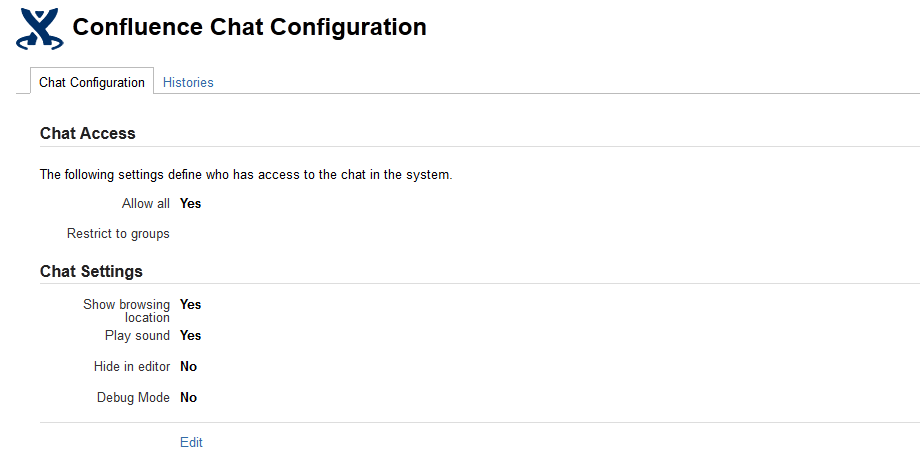 Confluence Chat Configuration
Chat Configuration Histories
Chat Access
The following settings define who has access to the chat in the system.
Allow all Yes
Restrict to groups
Chat Settings
Show browsing Yes
location
Play sound Yes
Hide in editor No
Debug Mode No
Edit